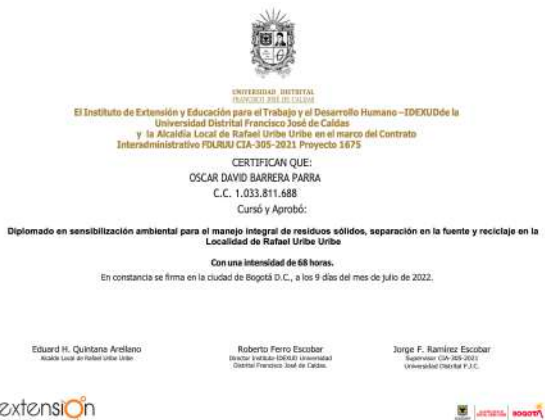 UNIVERSIDAD DISTRITAL
FRANCISCO JOSÉ DE CALDAS
El Instituto de Extensión y Educación para el Trabajo y el Desarrollo Humano –IDEXUDde la
Universidad Distrital Francisco José de Caldas
y la Alcaldía Local de Rafael Uribe Uribe en el marco del Contrato
Interadministrativo FDLRUU CIA-305-2021 Proyecto 1675
CERTIFICAN QUE:
OSCAR DAVID BARRERA PARRA
C.C. 1.033.811.688
Cursó y Aprobó:
Diplomado en sensibilización ambiental para el manejo integral de residuos sólidos, separación en la fuente y reciclaje en la
Localidad de Rafael Uribe Uribe
Con una intensidad de 68 horas.
En constancia se firma en la ciudad de Bogotá D.C., a los 9 días del mes de julio de 2022.
Eduard H. Quintana Arellano
Alcalde Local de Rafael Uribe Uribe
Roberto Ferro Escobar
Director Instituto IDEXUD Universidad
Distrital Francisco José de Caldas.
Jorge F. Ramírez Escobar
Supervisor CIA-305-2021
Universidad Distrital F.J.C.
extensión
BOGOTÁ